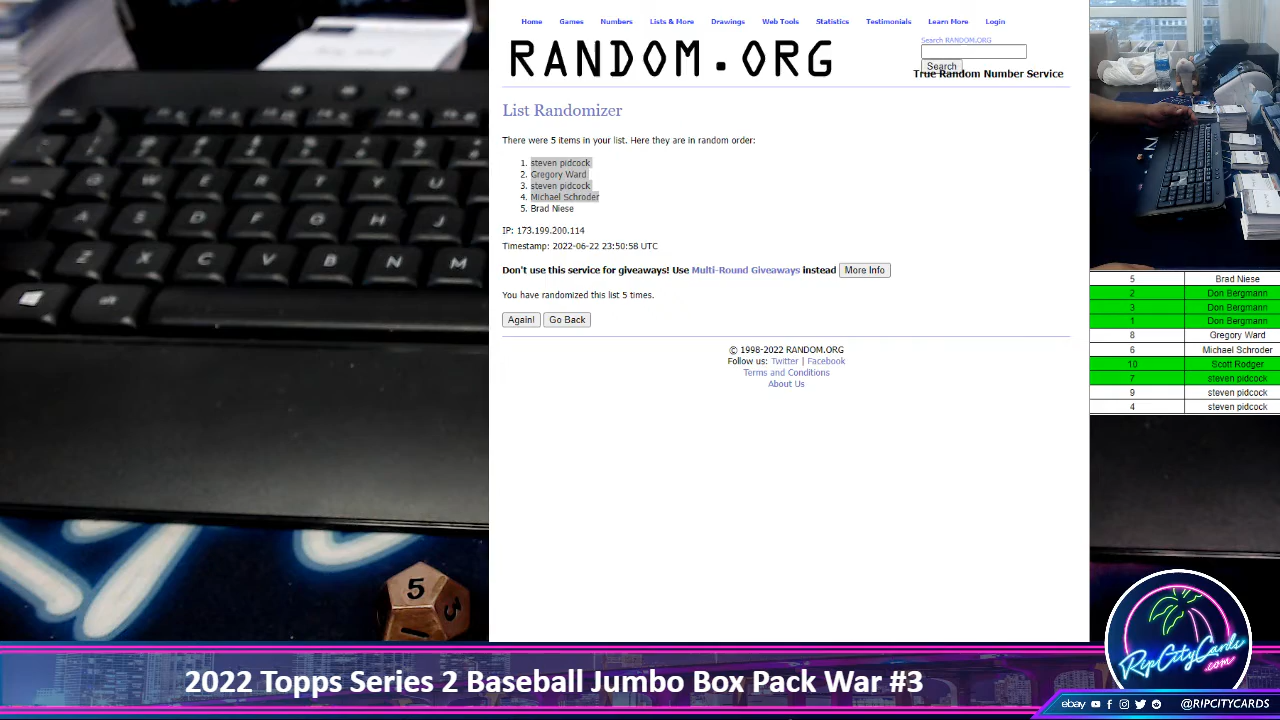 Home Games Numbers Lists & More Drawings Web Tools Statistics Testimonials Learn More Login
RANDOM.ORG
Search RANDOM.ORG
Search
True Random Number Service
List Randomizer
There were 5 items in your list. Here they are in random order:
1. steven pidcock
2. Gregory Ward
3. steven pidcock
4. Michael Schroder
5. Brad Niese
IP: 173.199.200.114
Timestamp: 2022-06-22 23:50:58 UTC
Don't use this service for giveaways! Use Multi-Round Giveaways instead More Info
You have randomized this list 5 times.
Again! Go Back
© 1998-2022 RANDOM.ORG
Follow us: Twitter | Facebook
Terms and Conditions
About Us
5 Brad Niese
2 Don Bergmann
3 Don Bergmann
1 Don Bergmann
8 Gregory Ward
6 Michael Schroder
10 Scott Rodger
7 steven pidcock
9 steven pidcock
4 steven pidcock
5
3
RipCityCards
.com
2022 Topps Series 2 Baseball Jumbo Box Pack War #3
ebay @RIPCITYCARDS